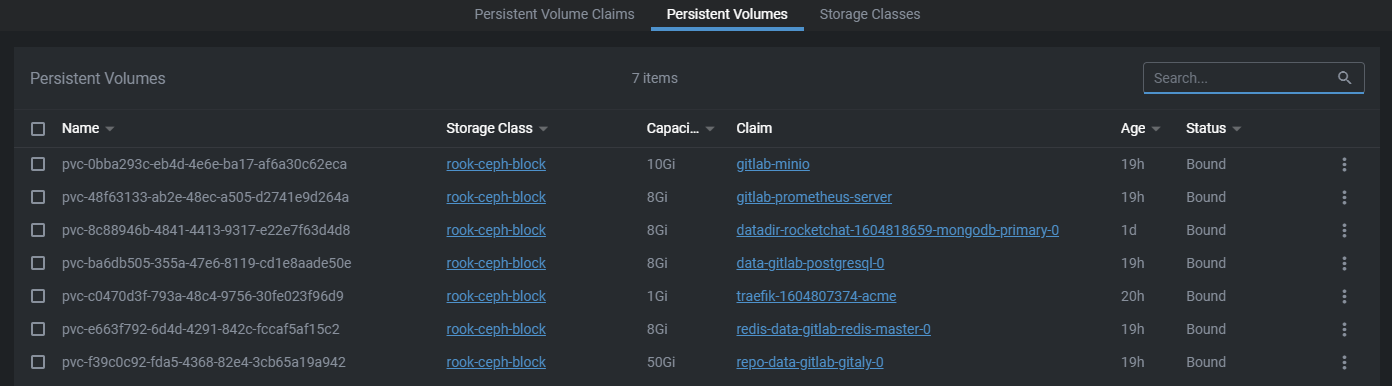 Persistent Volume Claims Persistent Volumes Storage Classes
Persistent Volumes 7 items Search...
Name Storage Class Capaci... Claim Age Status
pvc-0bba293c-eb4d-4e6e-ba17-af6a30c62eca rook-ceph-block 10Gi gitlab-minio 19h Bound
pvc-48f63133-ab2e-48ec-a505-d2741e9d264a rook-ceph-block 8Gi gitlab-prometheus-server 19h Bound
pvc-8c88946b-4841-4413-9317-e22e7f63d4d8 rook-ceph-block 8Gi datadir-rocketchat-1604818659-mongodb-primary-0 1d Bound
pvc-ba6db505-355a-47e6-8119-cd1e8aade50e rook-ceph-block 8Gi data-gitlab-postgresql-0 19h Bound
pvc-c0470d3f-793a-48c4-9756-30fe023f96d9 rook-ceph-block 1Gi traefik-1604807374-acme 20h Bound
pvc-e663f792-6d4d-4291-842c-fccaf5af15c2 rook-ceph-block 8Gi redis-data-gitlab-redis-master-0 19h Bound
pvc-f39c0c92-fda5-4368-82e4-3cb65a19a942 rook-ceph-block 50Gi repo-data-gitlab-gitaly-0 19h Bound